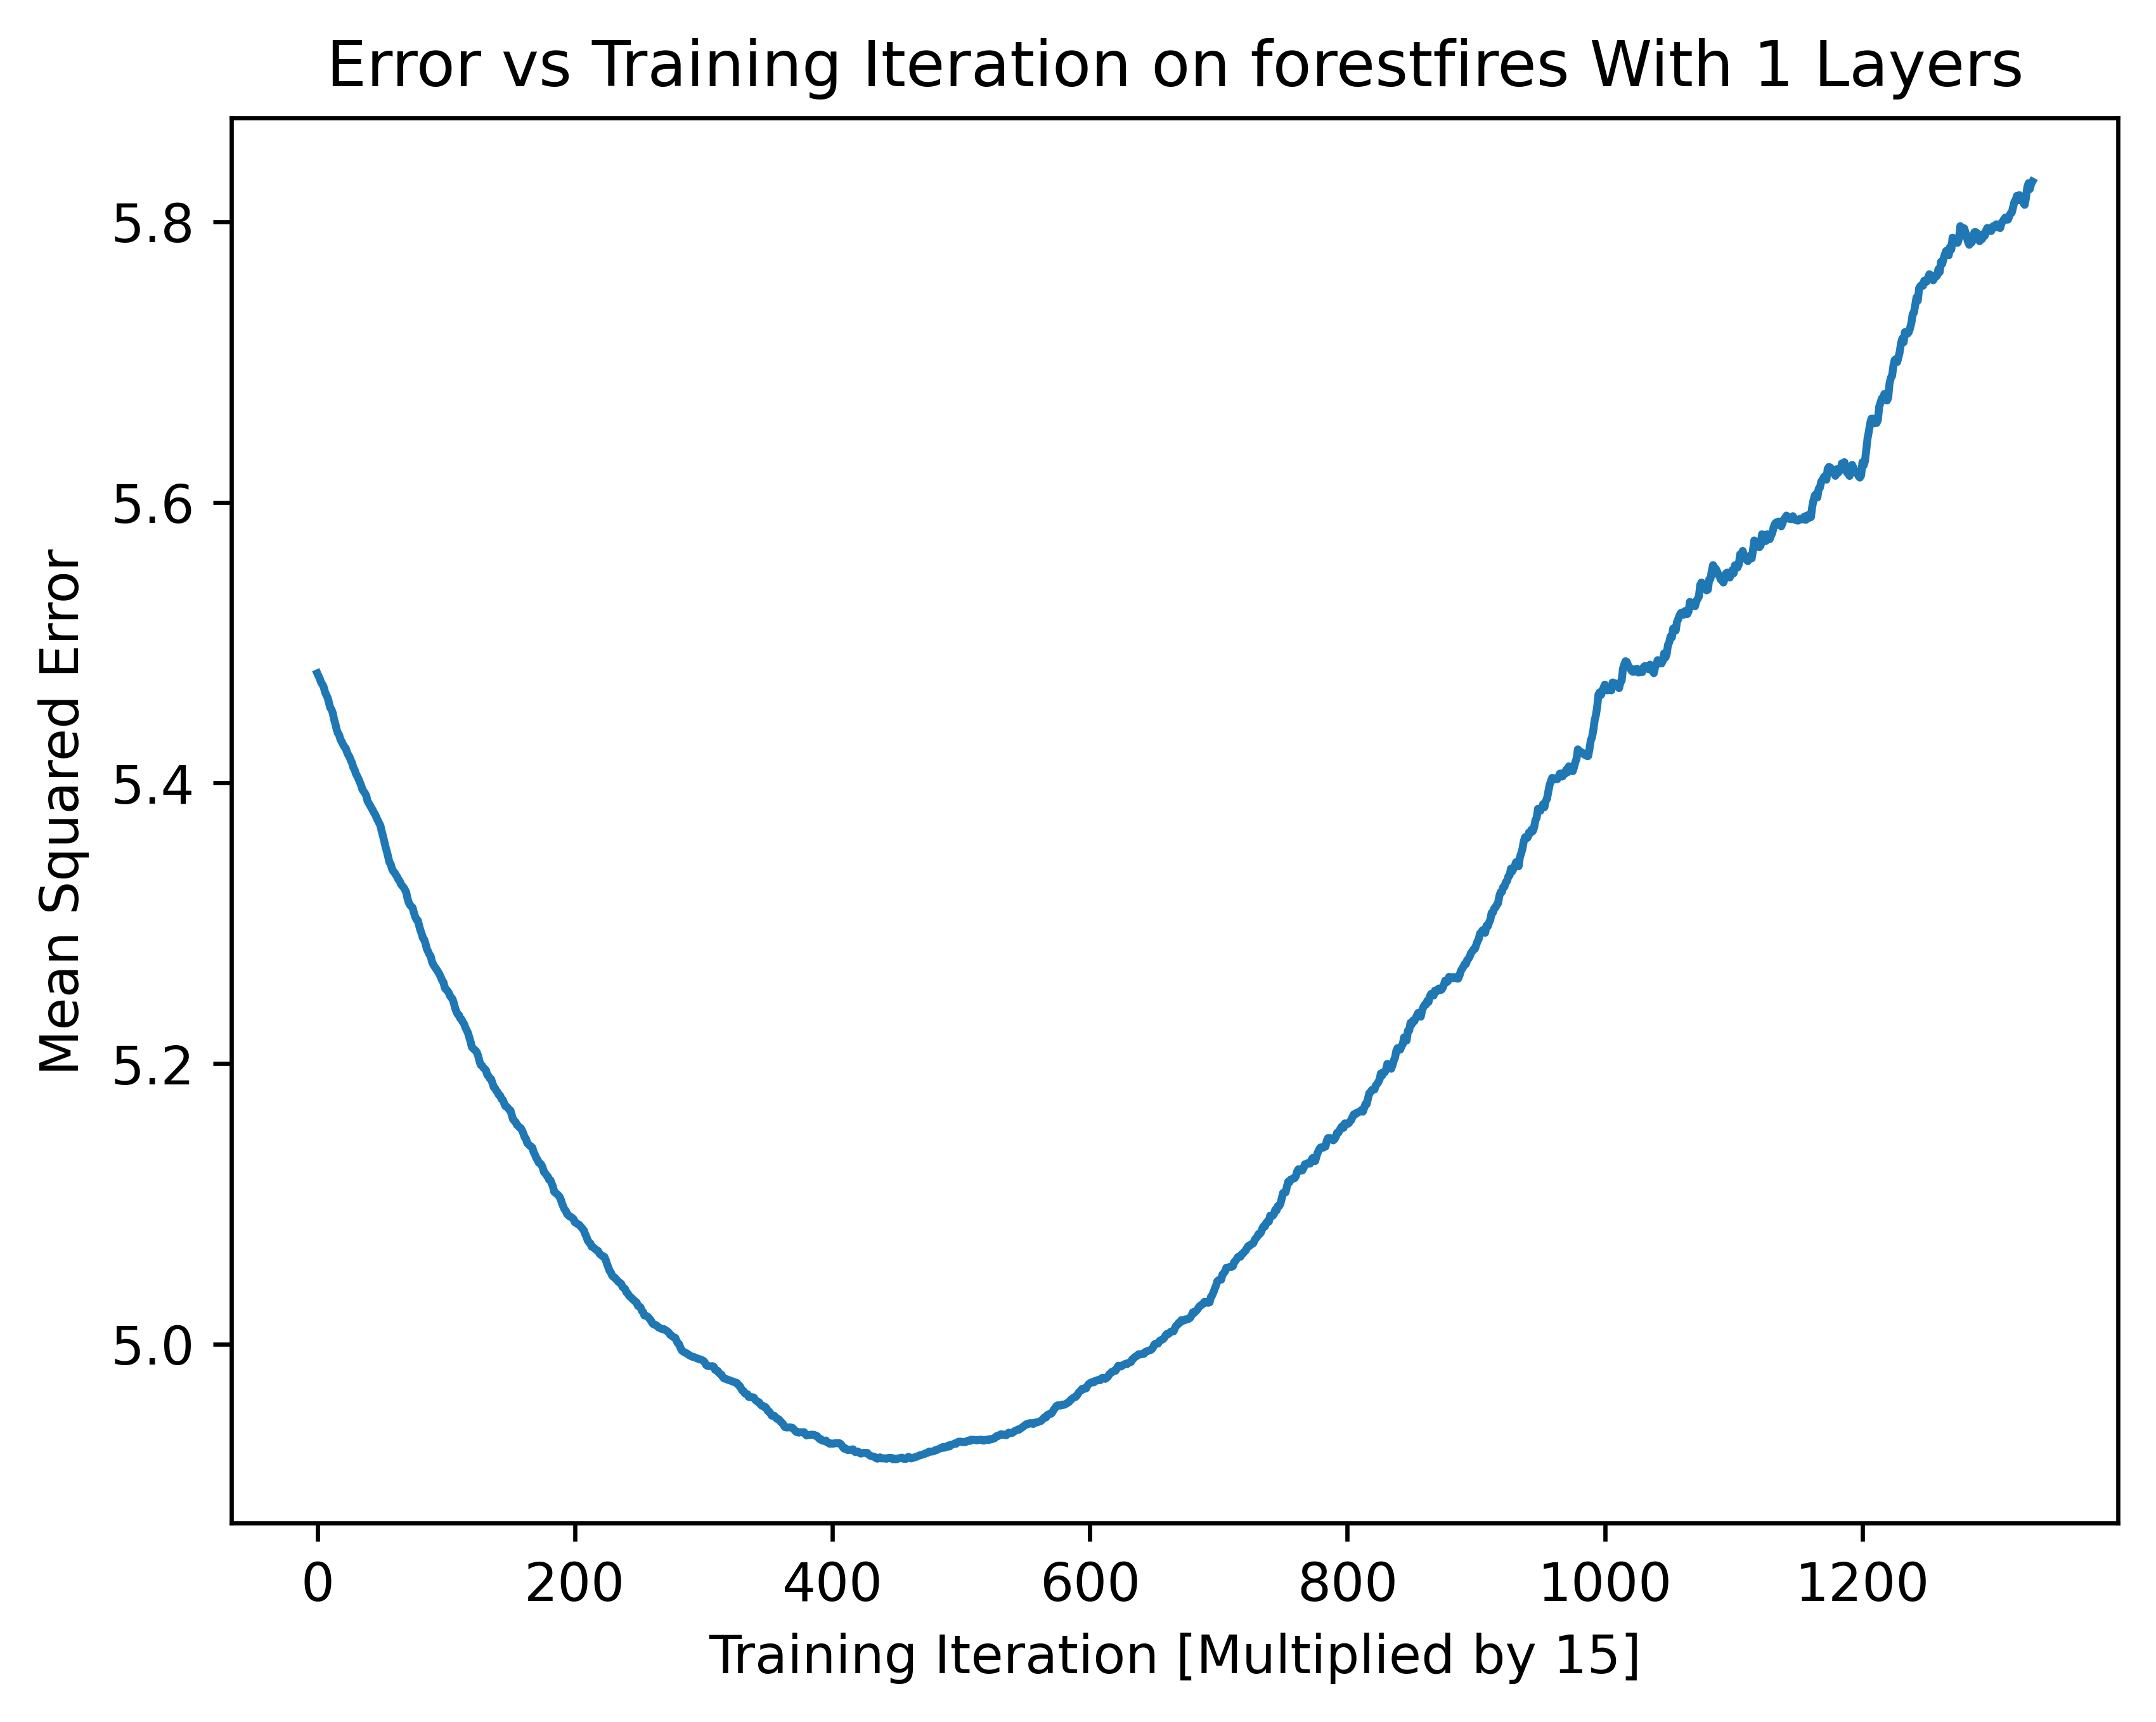 Error vs Training Iteration on forestfires With 1 Layers
Mean Squared Error
5.8
5.6
5.4
5.2
5.0
0 200 400 600 800 1000 1200
Training Iteration [Multiplied by 15]